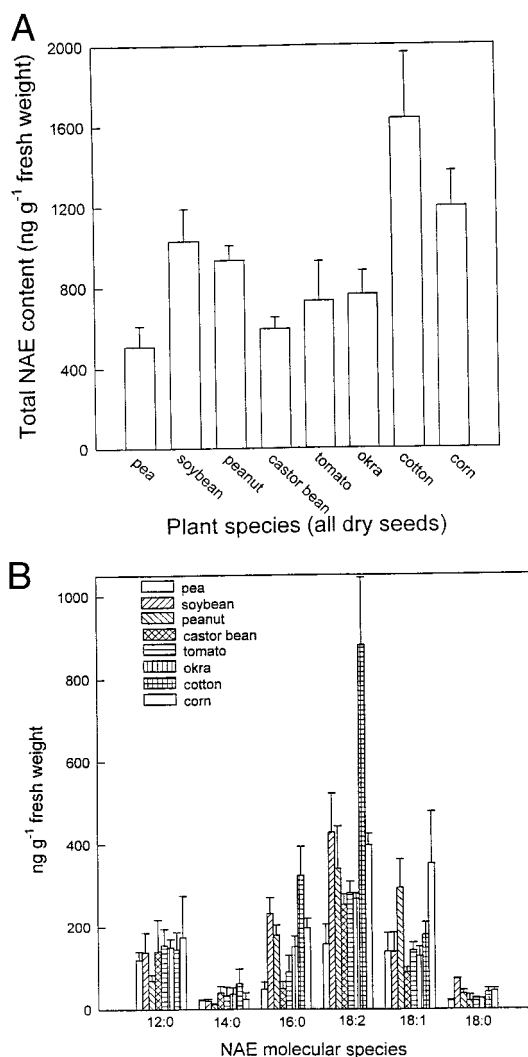 A
Total NAE content (ng g⁻¹ fresh weight)
2000
1600
1200
800
400
0
pea
soybean
peanut
castor bean
tomato
okra
cotton
corn
Plant species (all dry seeds)
B
ng g⁻¹ fresh weight
1000
800
600
400
200
0
pea
soybean
peanut
castor bean
tomato
okra
cotton
corn
12:0 14:0 16:0 18:2 18:1 18:0
NAE molecular species